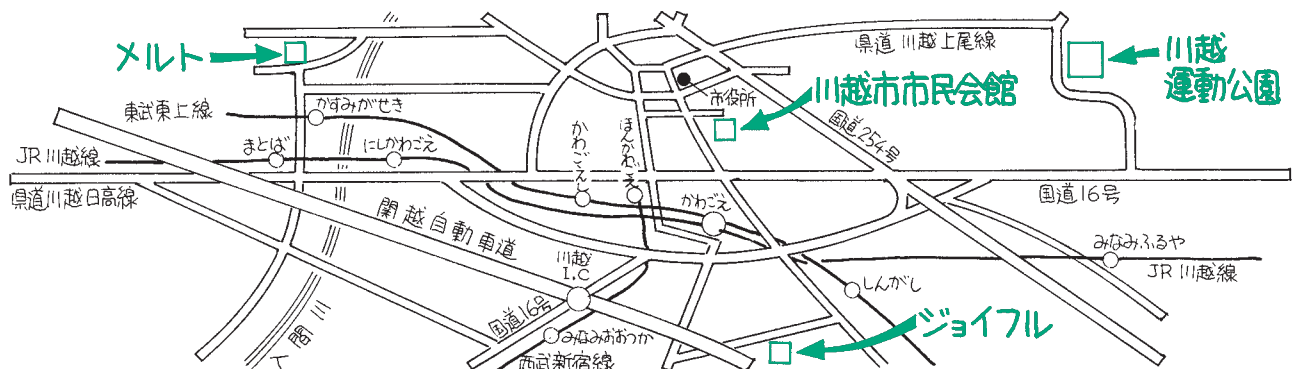 メルト
県道 川越上尾線
川越
運動公園
川越市市民会館
市役所
国道254号
東武東上線
かすみがせき
まとば
にしかわごえ
かわごえし
ほんかわごえ
JR川越線
県道川越日高線
国道16号
かわごえ
関越自動車道
川越
I.C
国道16号
みなみふるや
JR川越線
しんがし
入間川
みなみおおつか
西武新宿線
ジョイフル